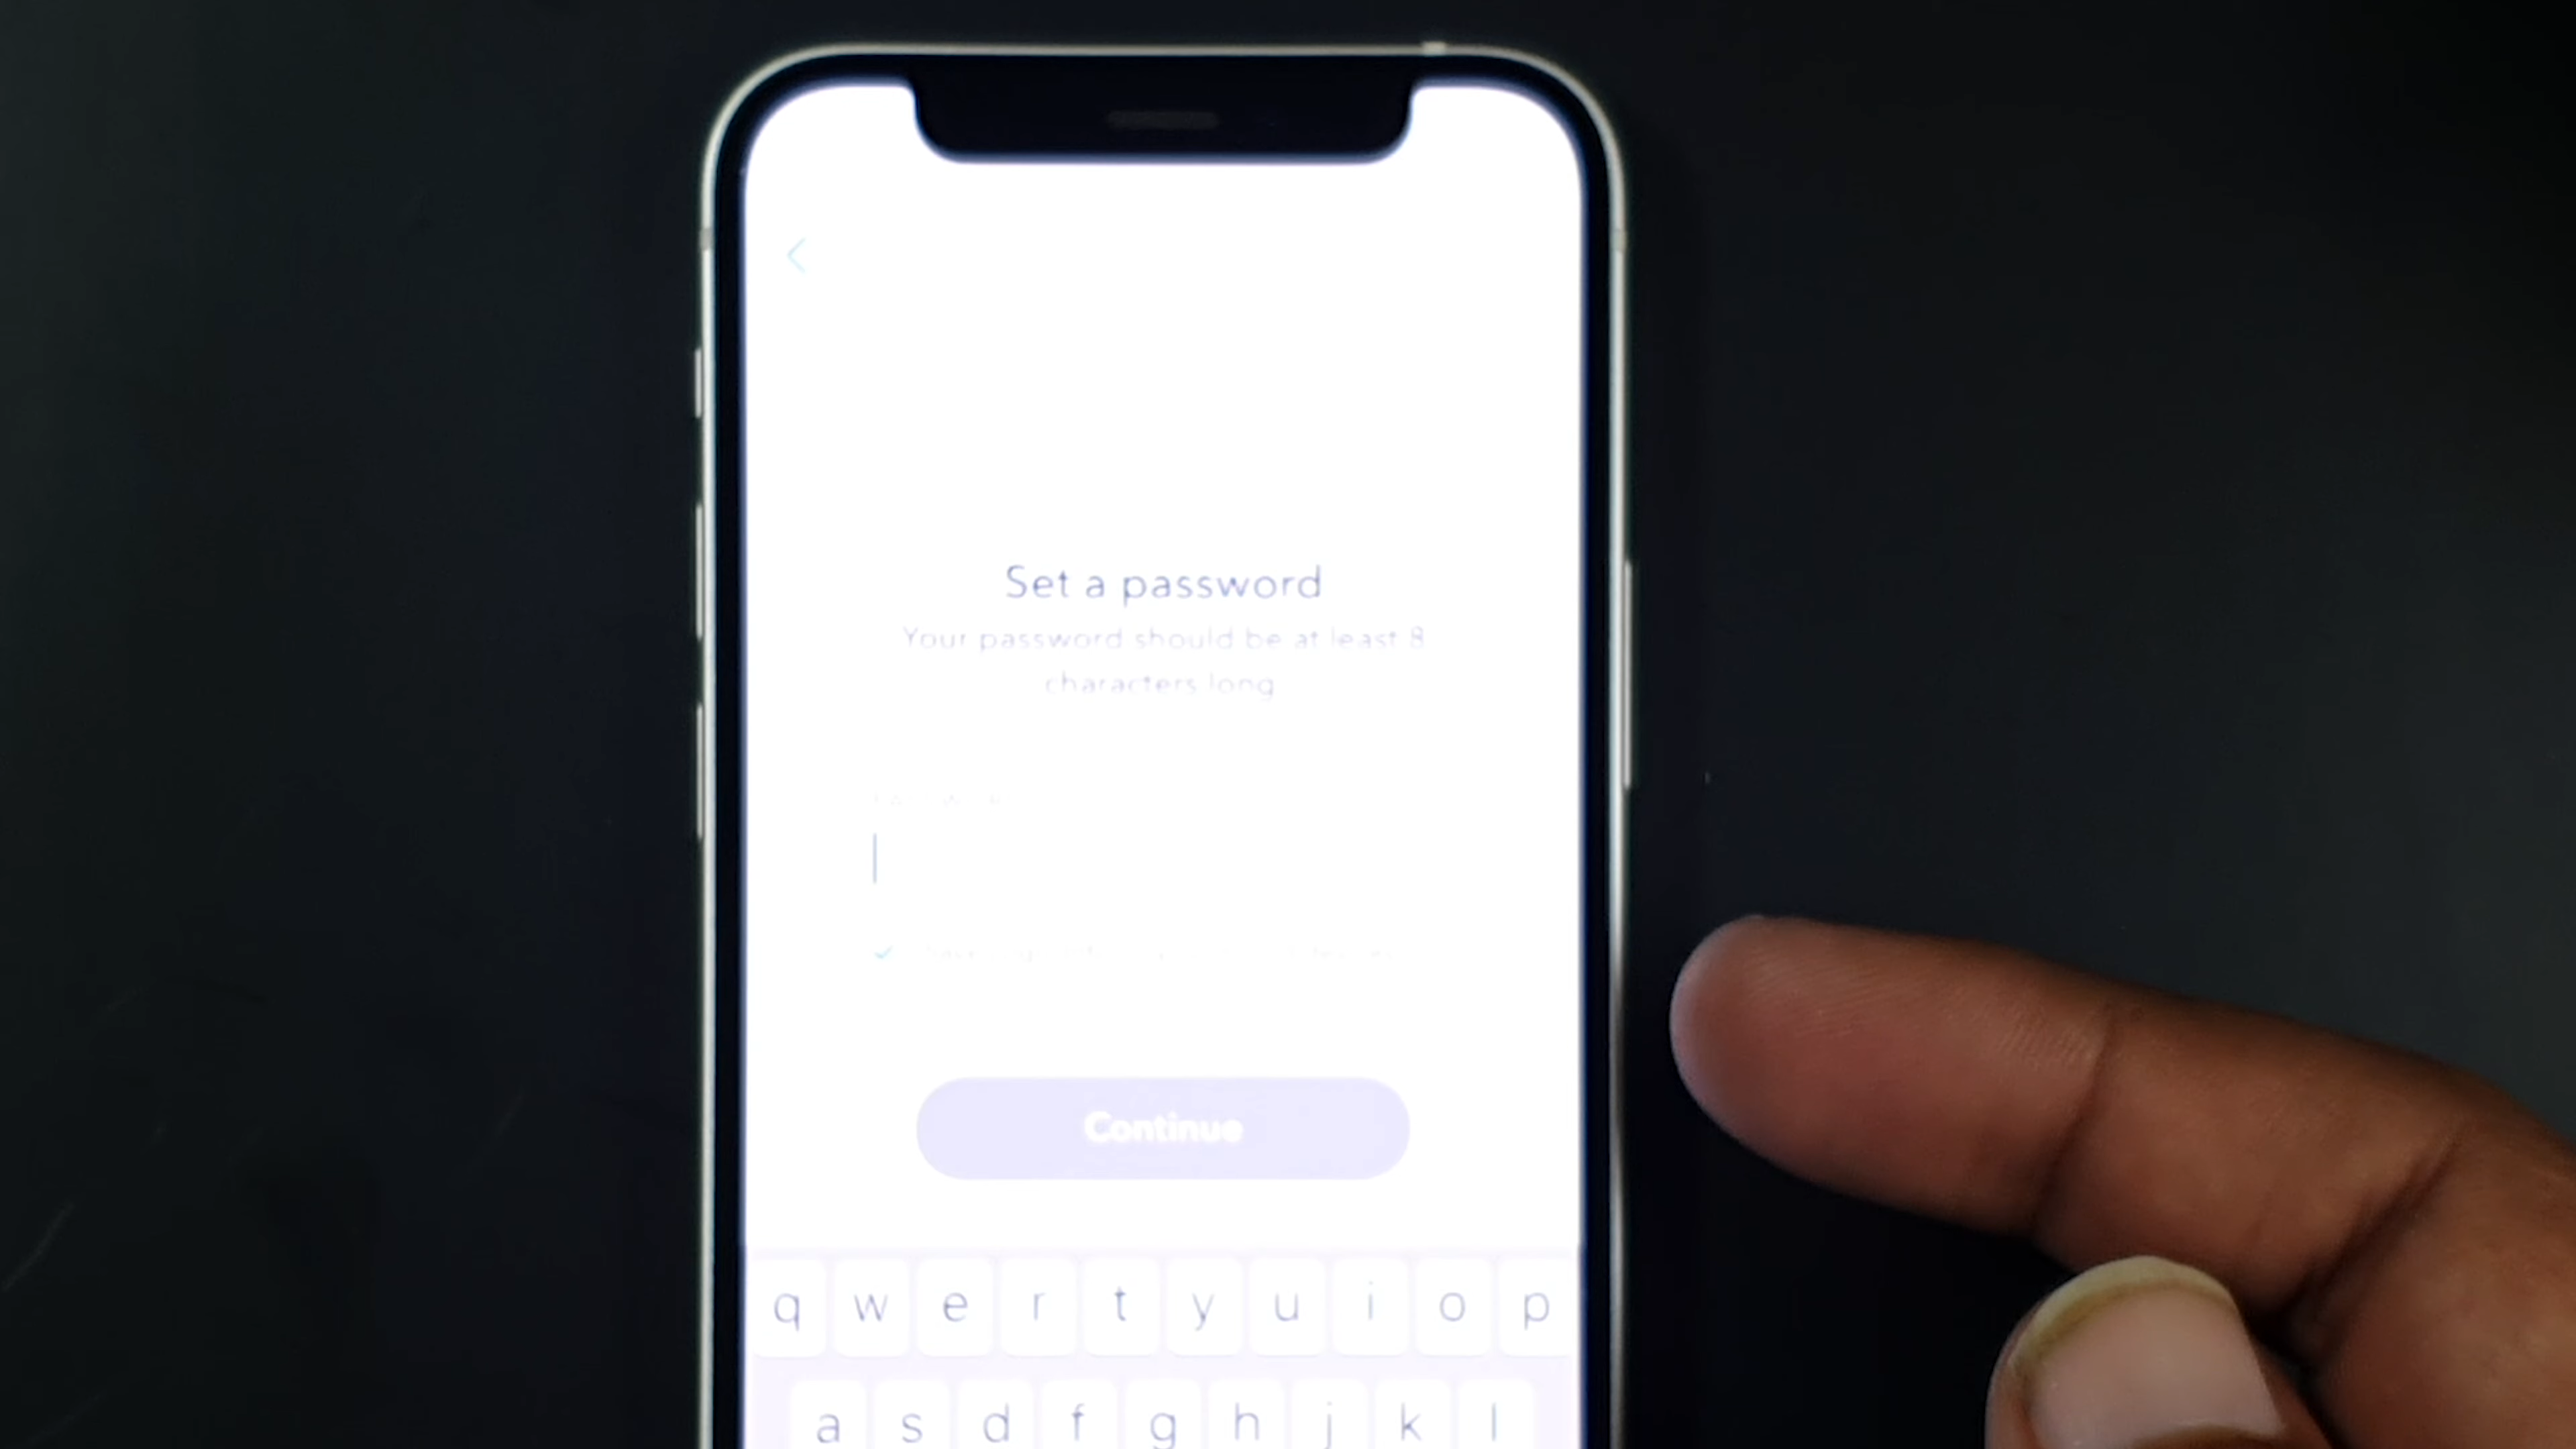 Set a password
Your password should be at least 8
characters long
Continue
q w e r t y u i o p
a s d f g h j k l